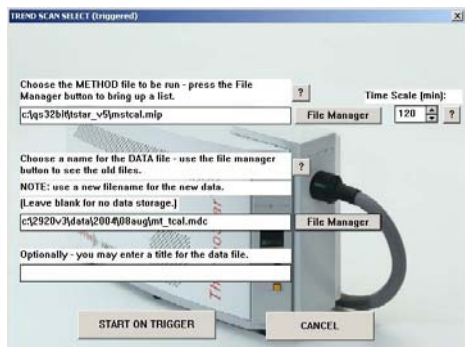 TREND SCAN SELECT (triggered)
Choose the METHOD file to be run - press the File
Manager button to bring up a list.
?
Time Scale (min):
c:\qs32bit\tstar_v5\mstcal.mip
File Manager
120
?
Choose a name for the DATA file - use the file manager
button to see the old files.
?
NOTE: use a new filename for the new data.
(Leave blank for no data storage.)
c:\2920v3\data\2004\08aug\mt_tcal.mdc
File Manager
Optionally - you may enter a title for the data file.
START ON TRIGGER
CANCEL